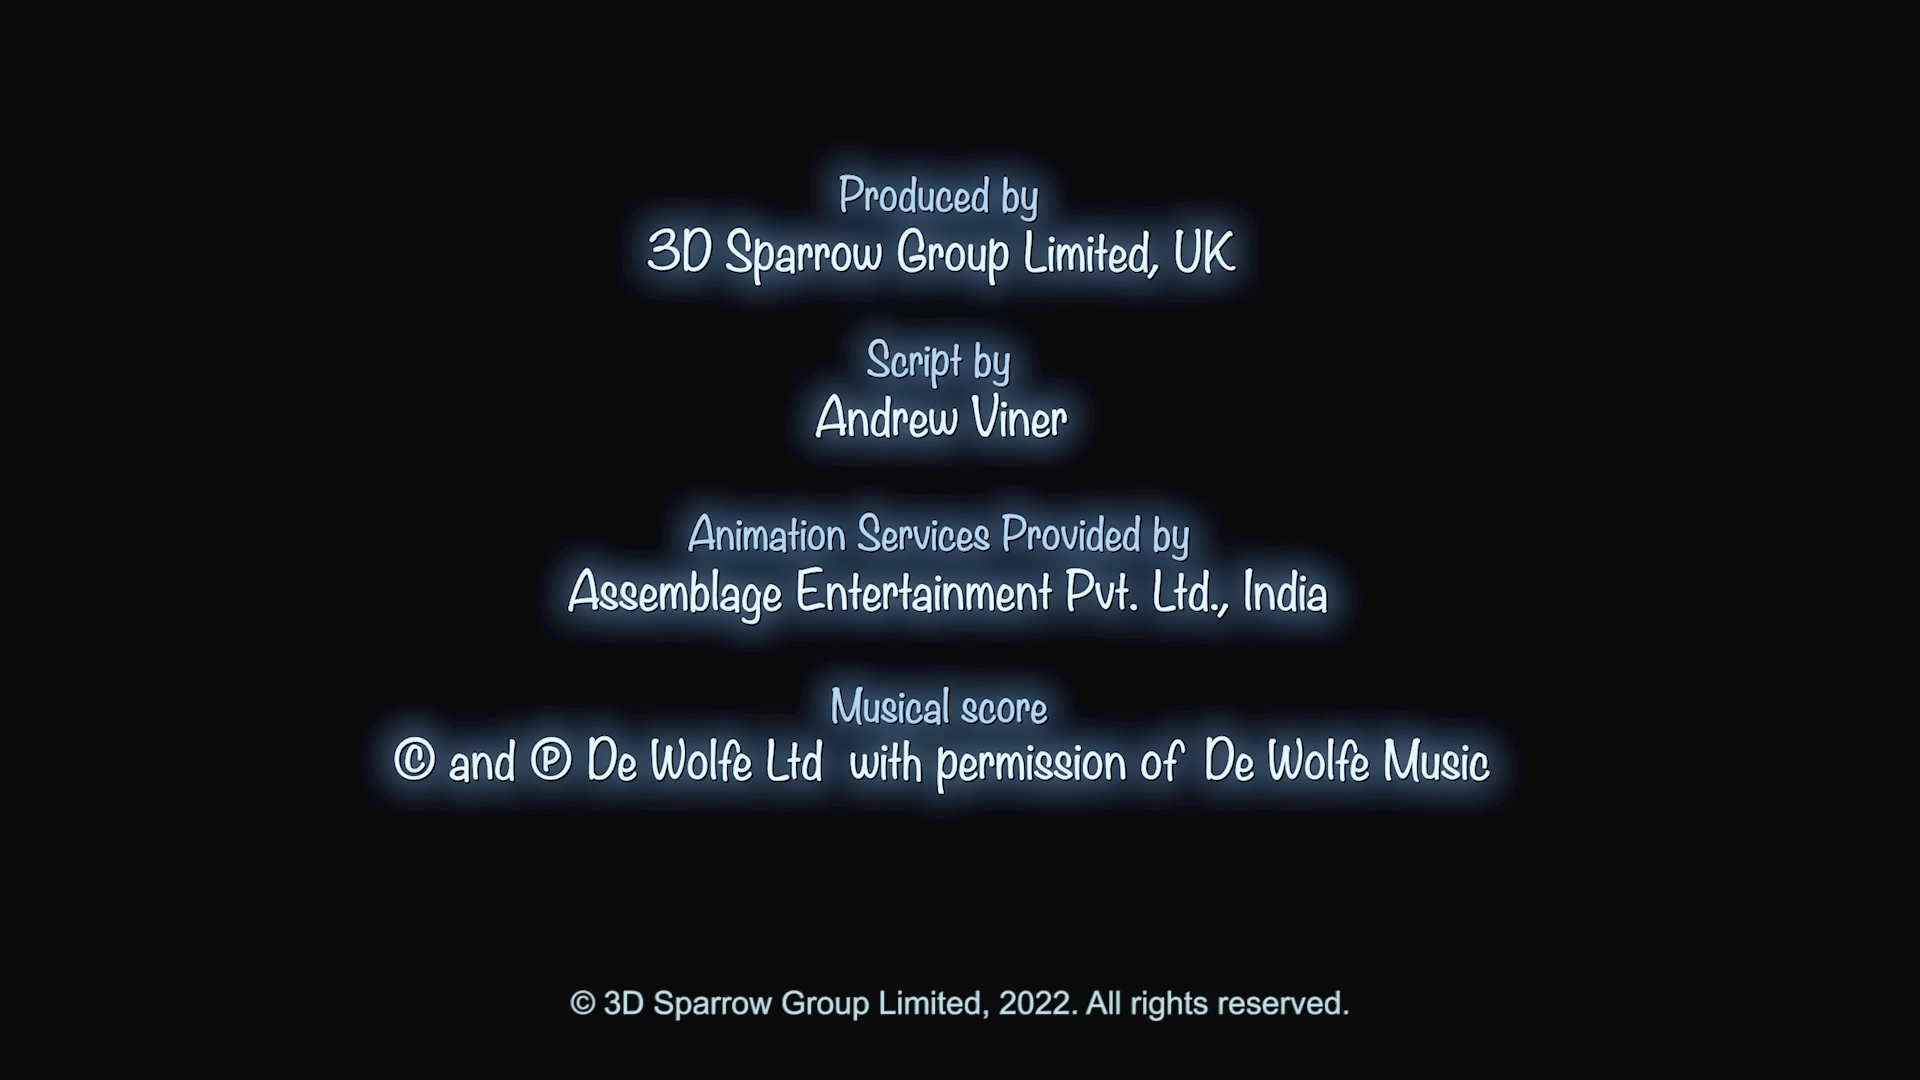 Produced by
3D Sparrow Group Limited, UK
Script by
Andrew Viner
Animation Services Provided by
Assemblage Entertainment Pvt. Ltd., India
Musical score
© and ℗ De Wolfe Ltd with permission of De Wolfe Music
© 3D Sparrow Group Limited, 2022. All rights reserved.